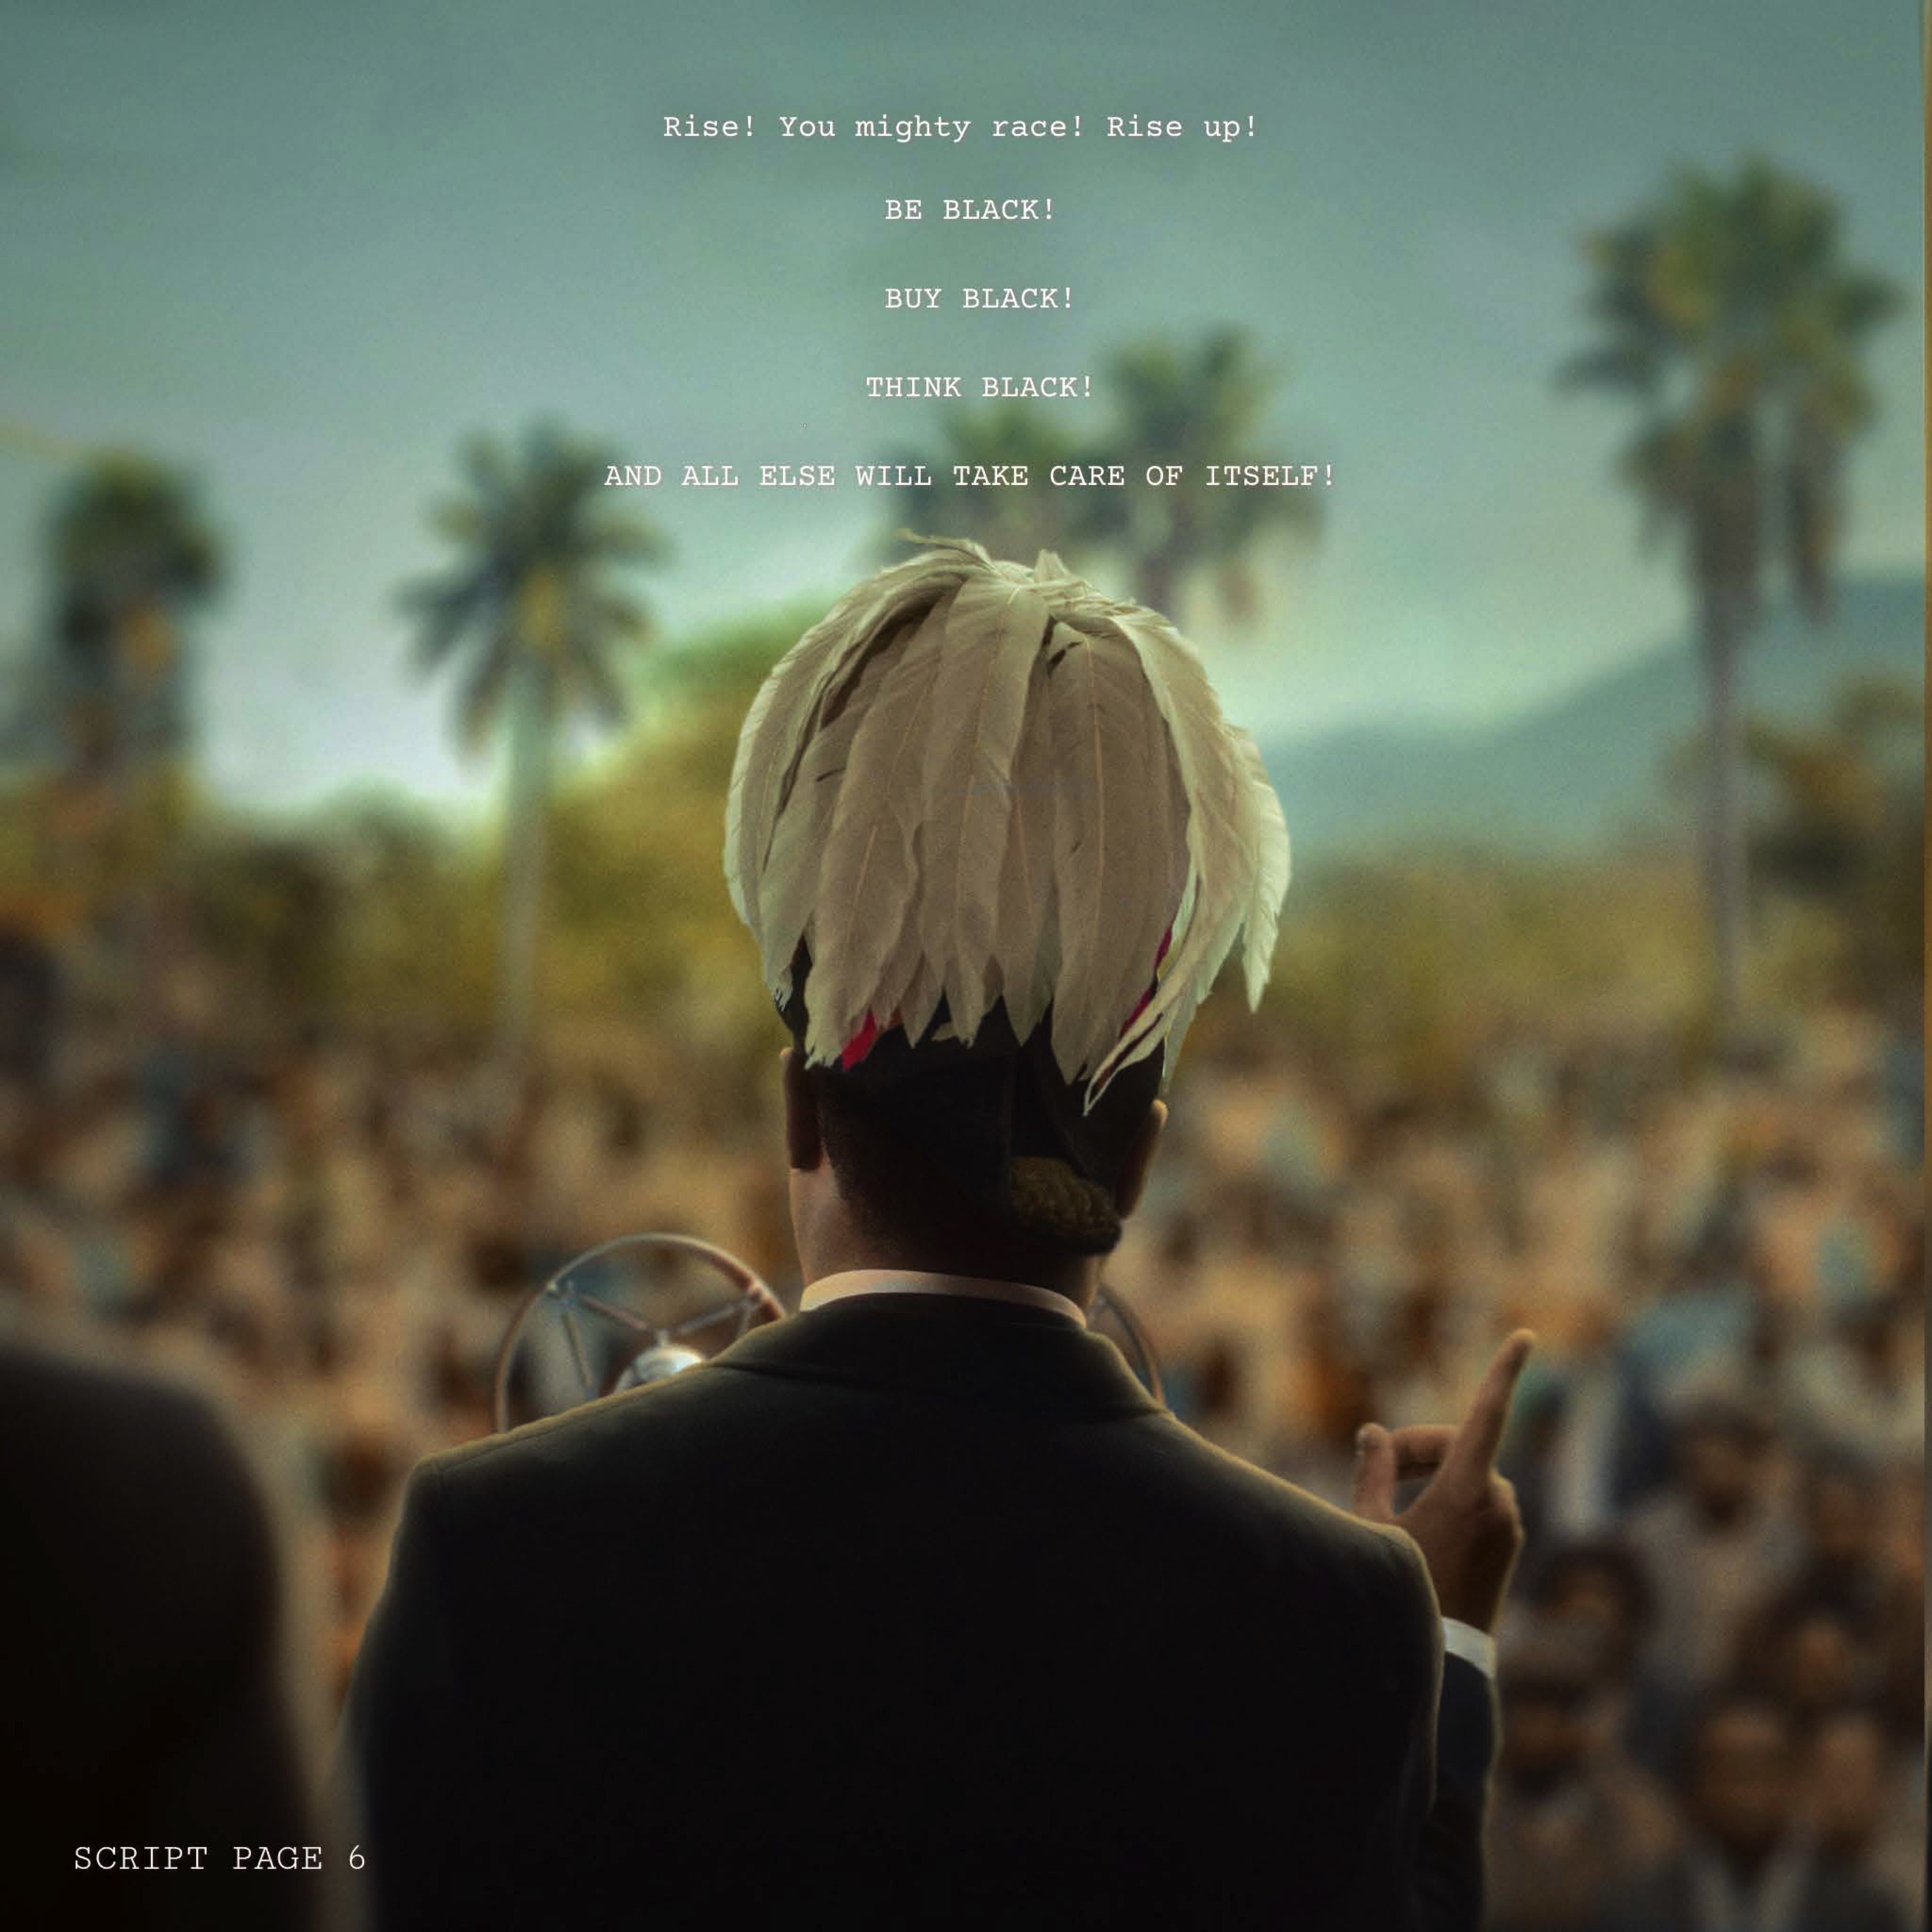 Rise! You mighty race! Rise up!
BE BLACK!
BUY BLACK!
THINK BLACK!
AND ALL ELSE WILL TAKE CARE OF ITSELF!
SCRIPT PAGE 6